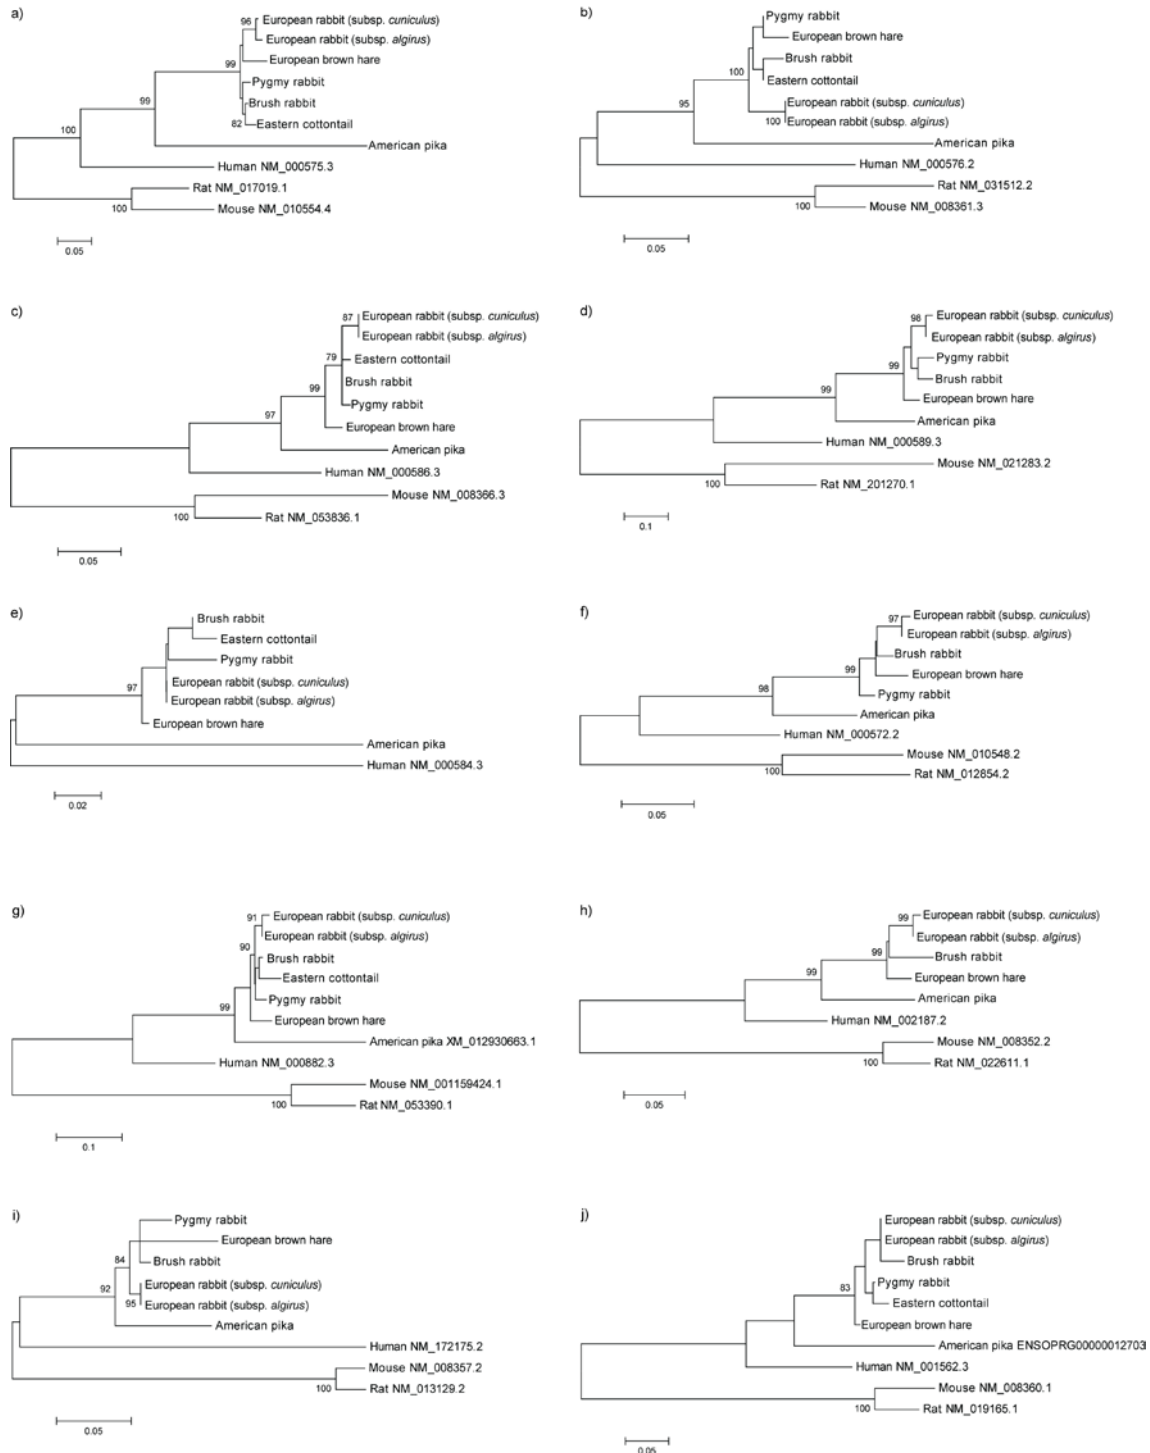 a)
96
European rabbit (subsp. cuniculus)
European rabbit (subsp. algirus)
99
European brown hare
Pygmy rabbit
99
Brush rabbit
82
Eastern cottontail
100
American pika
Human NM_000575.3
Rat NM_017019.1
100
Mouse NM_010554.4
0.05
b)
Pygmy rabbit
European brown hare
Brush rabbit
100
Eastern cottontail
95
European rabbit (subsp. cuniculus)
100
European rabbit (subsp. algirus)
American pika
Human NM_000576.2
Rat NM_031512.2
100
Mouse NM_008361.3
0.05
c)
87
European rabbit (subsp. cuniculus)
European rabbit (subsp. algirus)
79
Eastern cottontail
Brush rabbit
99
Pygmy rabbit
97
European brown hare
American pika
Human NM_000586.3
Mouse NM_008366.3
100
Rat NM_053836.1
0.05
d)
98
European rabbit (subsp. cuniculus)
European rabbit (subsp. algirus)
99
Pygmy rabbit
Brush rabbit
99
European brown hare
American pika
Human NM_000589.3
Mouse NM_021283.2
100
Rat NM_201270.1
0.1
e)
Brush rabbit
Eastern cottontail
Pygmy rabbit
97
European rabbit (subsp. cuniculus)
European rabbit (subsp. algirus)
European brown hare
American pika
Human NM_000584.3
0.02
f)
97
European rabbit (subsp. cuniculus)
European rabbit (subsp. algirus)
Brush rabbit
99
European brown hare
98
Pygmy rabbit
American pika
Human NM_000572.2
Mouse NM_010548.2
100
Rat NM_012854.2
0.05
g)
91
European rabbit (subsp. cuniculus)
European rabbit (subsp. algirus)
90
Brush rabbit
Eastern cottontail
Pygmy rabbit
99
European brown hare
American pika XM_012930663.1
Human NM_000882.3
Mouse NM_001159424.1
100
Rat NM_053390.1
0.1
h)
99
European rabbit (subsp. cuniculus)
European rabbit (subsp. algirus)
99
Brush rabbit
99
European brown hare
American pika
Human NM_002187.2
Mouse NM_008352.2
100
Rat NM_022611.1
0.05
i)
Pygmy rabbit
European brown hare
84
Brush rabbit
92
European rabbit (subsp. cuniculus)
95
European rabbit (subsp. algirus)
American pika
Human NM_172175.2
Mouse NM_008357.2
100
Rat NM_013129.2
0.05
j)
European rabbit (subsp. cuniculus)
European rabbit (subsp. algirus)
Brush rabbit
83
Pygmy rabbit
Eastern cottontail
European brown hare
American pika ENSOPRG00000012703
Human NM_001562.3
Mouse NM_008360.1
100
Rat NM_019165.1
0.05